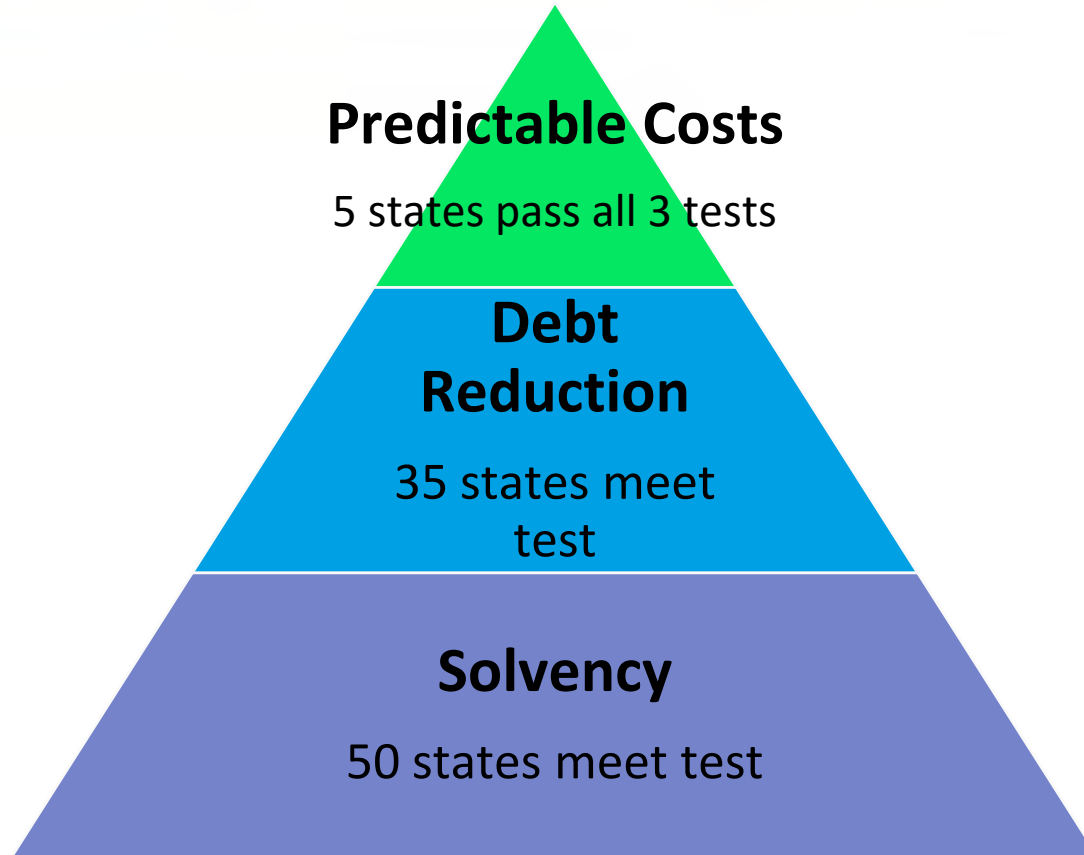 Predictable Costs
5 states pass all 3 tests
Debt
Reduction
35 states meet
test
Solvency
50 states meet test